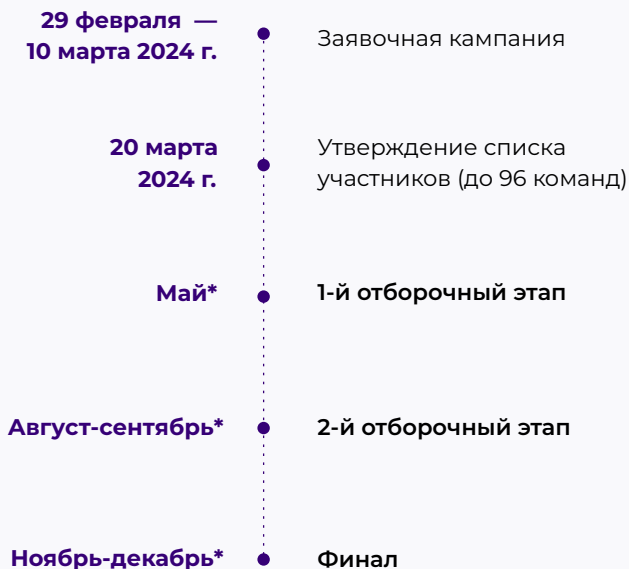 29 февраля —
10 марта 2024 г.
Заявочная кампания
20 марта
2024 г.
Утверждение списка
участников (до 96 команд)
Май*
1-й отборочный этап
Август-сентябрь*
2-й отборочный этап
Ноябрь-декабрь*
Финал